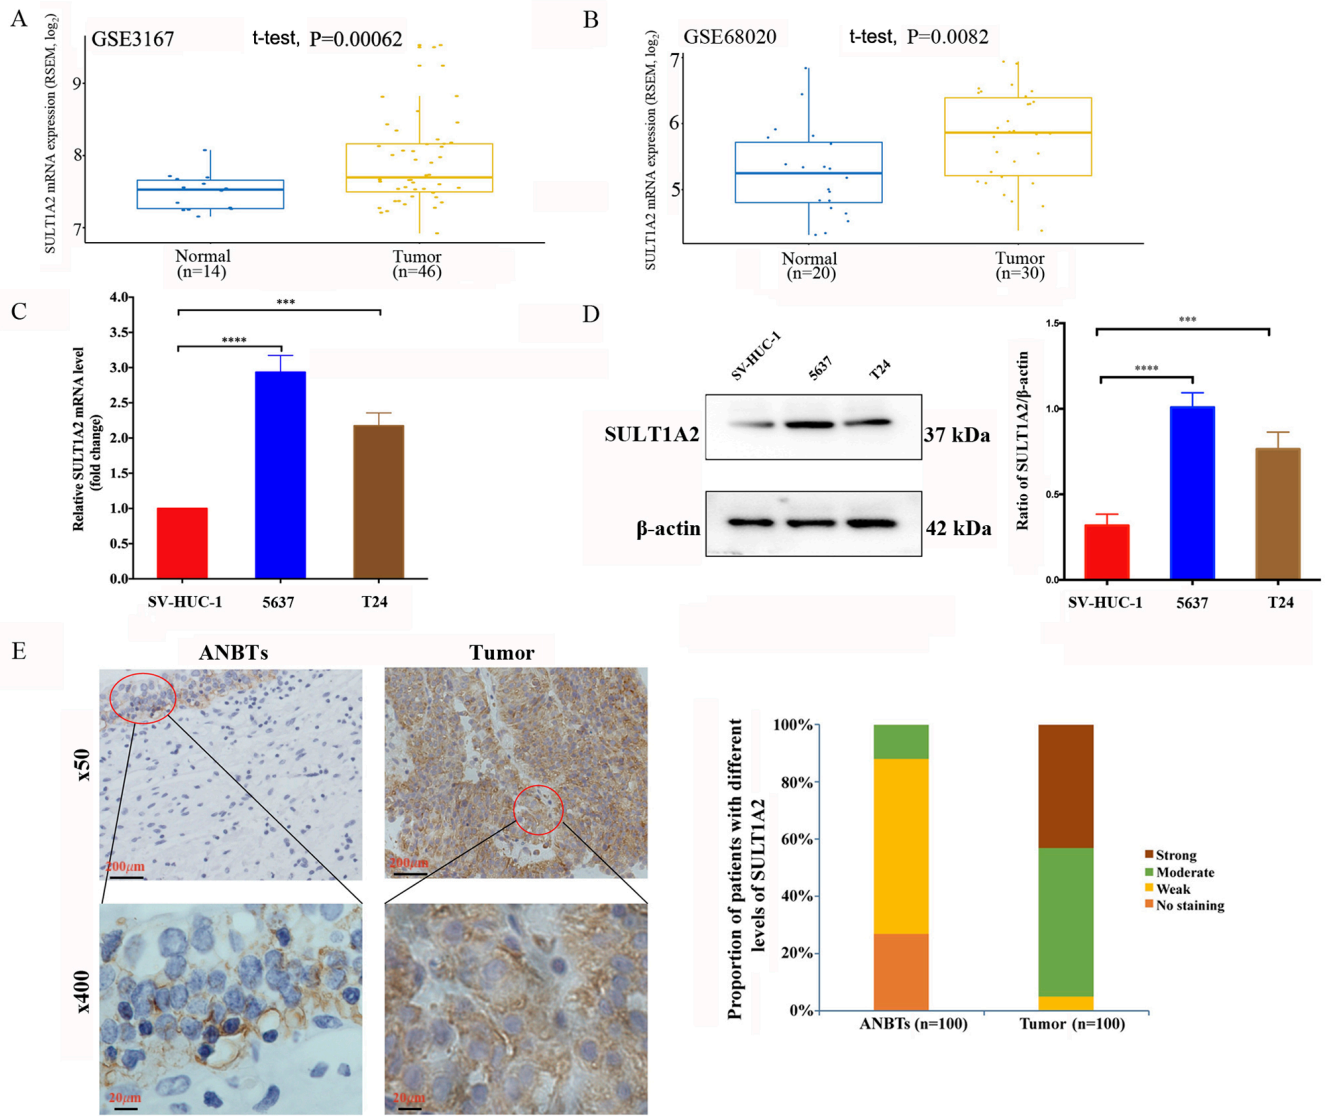 A
SULT1A2 mRNA expression (RSEM, log2)
GSE3167
t-test, P=0.00062
9
8
7
Normal
(n=14)
Tumor
(n=46)
B
SULT1A2 mRNA expression (RSEM, log2)
GSE68020
t-test, P=0.0082
7
6
5
Normal
(n=20)
Tumor
(n=30)
C
Relative SULT1A2 mRNA level
(fold change)
4.0
3.5
3.0
2.5
2.0
1.5
1.0
0.5
0.0
***
****
SV-HUC-1
5637
T24
D
SV-HUC-1
5637
T24
SULT1A2
37 kDa
β-actin
42 kDa
Ratio of SULT1A2/β-actin
1.5
1.0
0.5
0.0
***
****
SV-HUC-1
5637
T24
E
ANBTs
Tumor
x50
200μm
200μm
x400
20μm
20μm
Proportion of patients with different
levels of SULT1A2
100%
80%
60%
40%
20%
0%
ANBTs (n=100)
Tumor (n=100)
Strong
Moderate
Weak
No staining